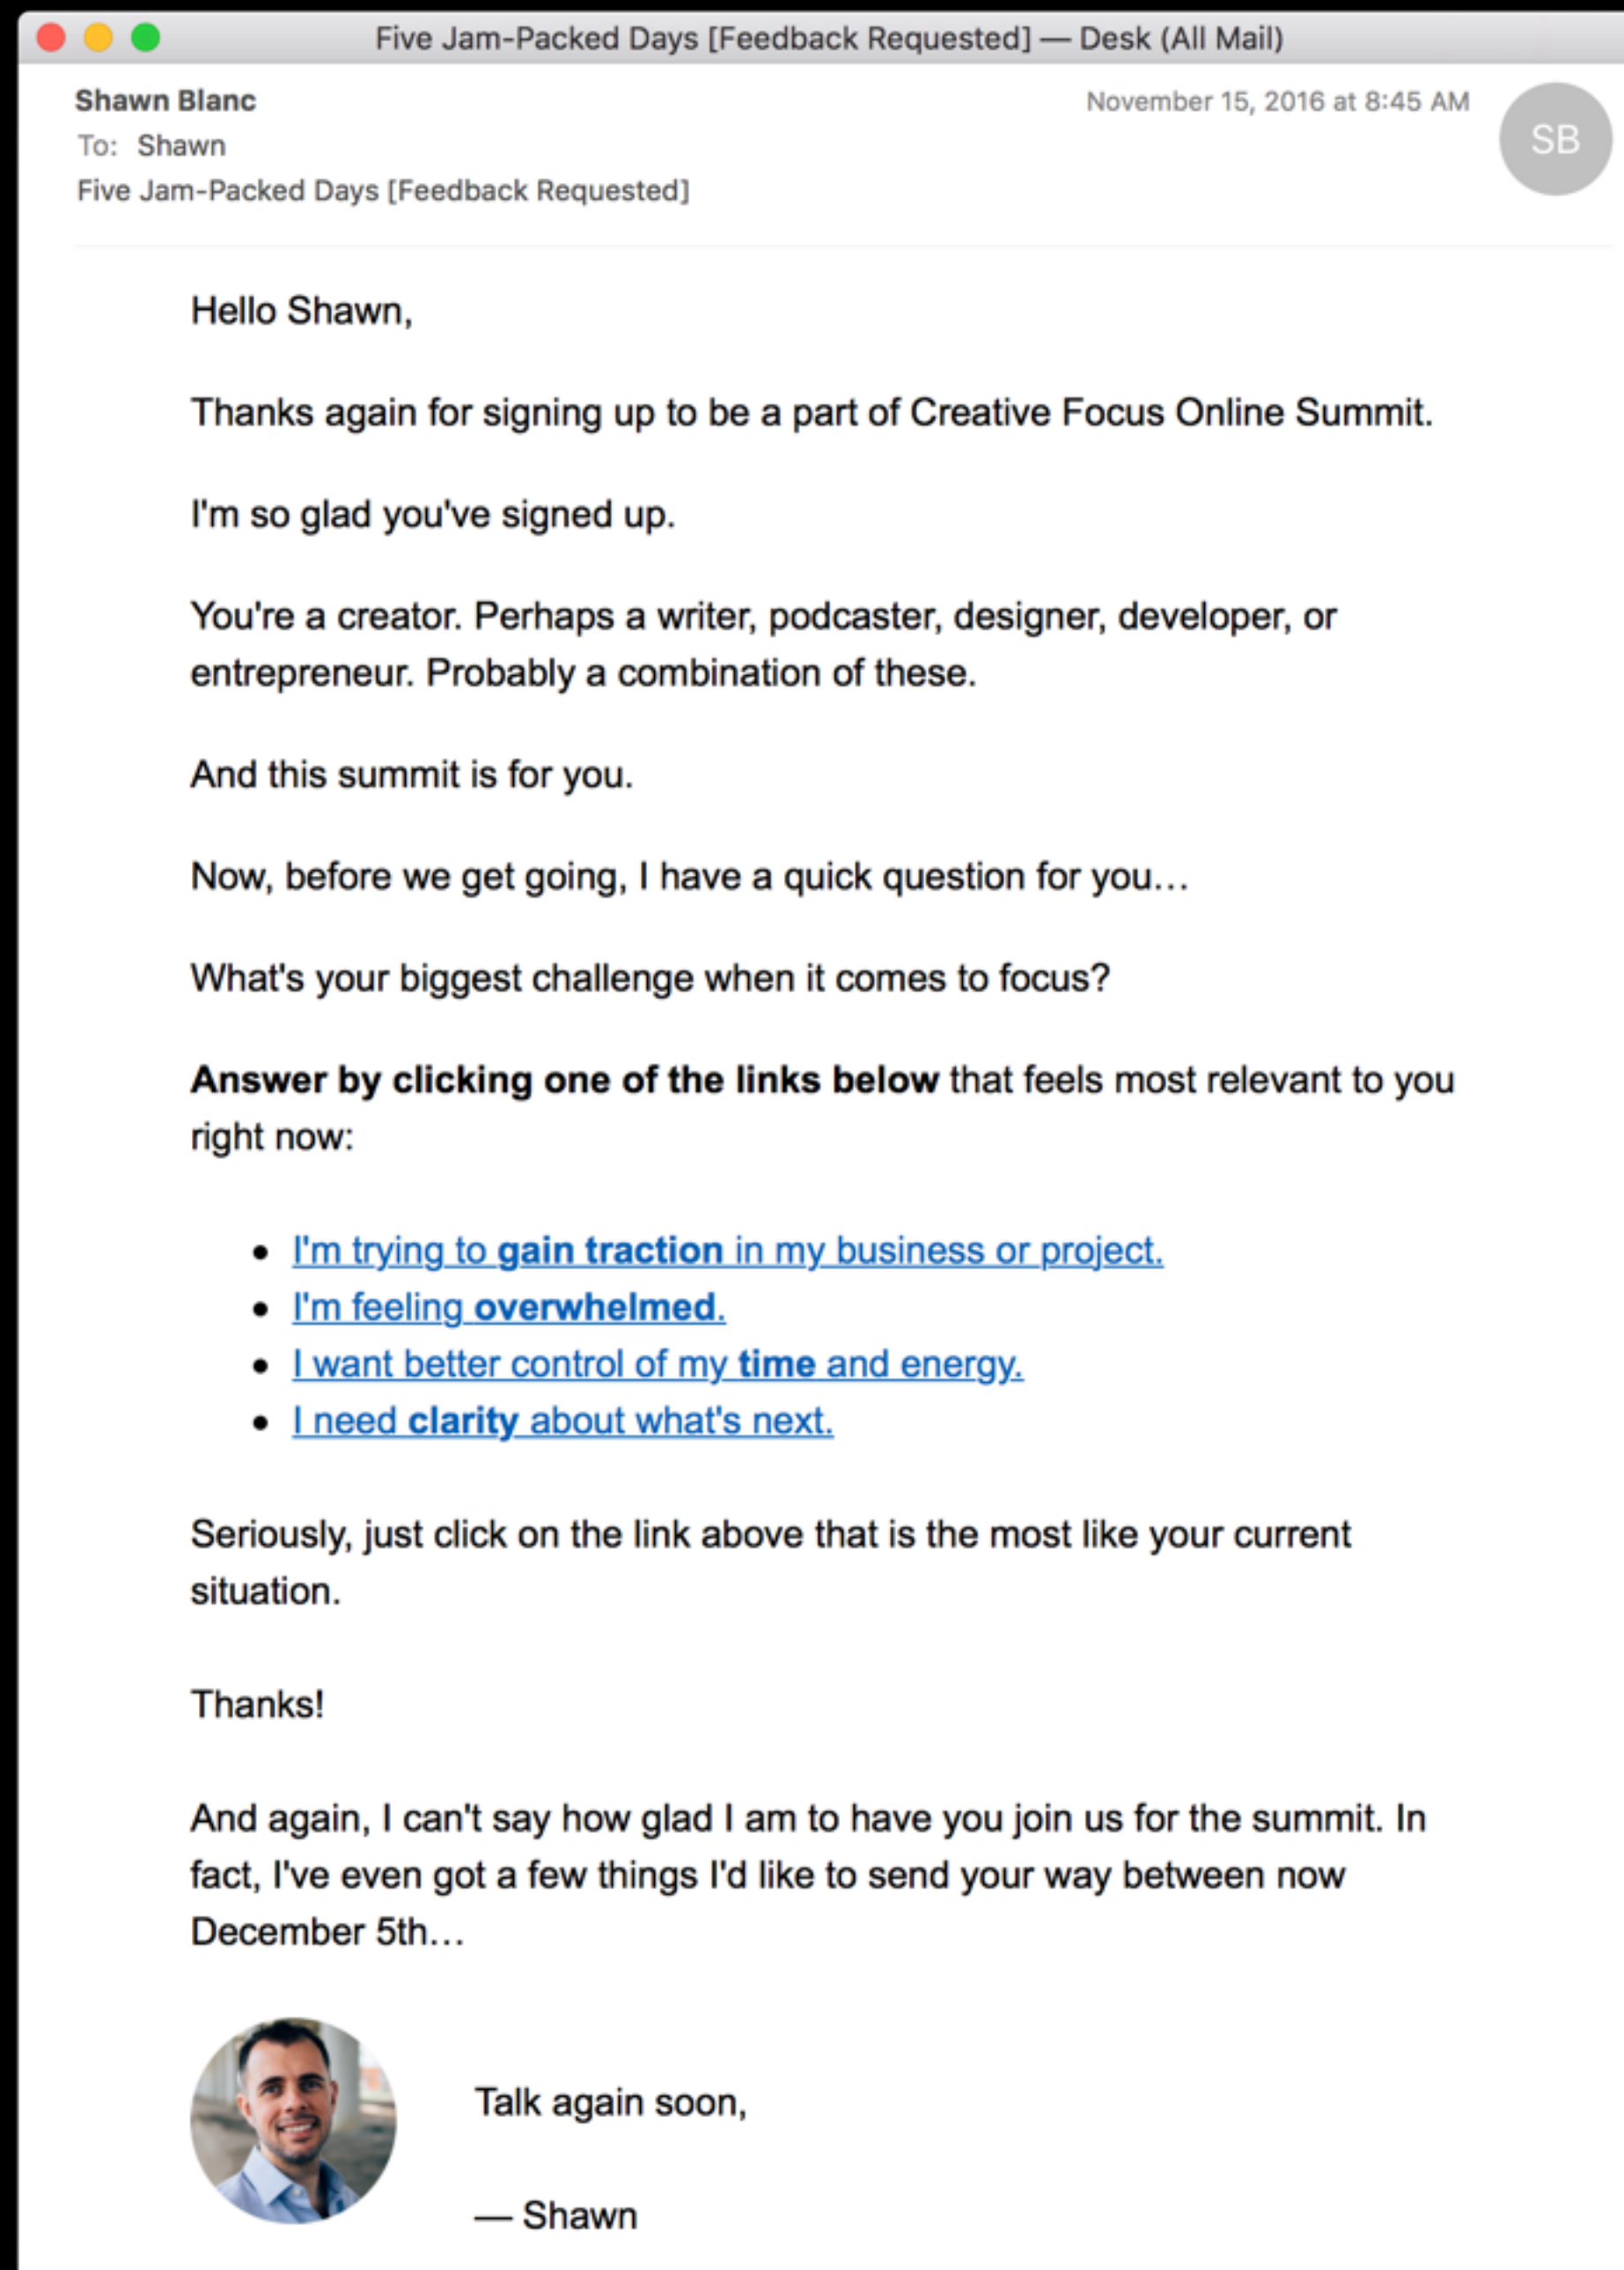 Five Jam-Packed Days [Feedback Requested] — Desk (All Mail)
Shawn Blanc
November 15, 2016 at 8:45 AM
SB
To: Shawn
Five Jam-Packed Days [Feedback Requested]
Hello Shawn,
Thanks again for signing up to be a part of Creative Focus Online Summit.
I'm so glad you've signed up.
You're a creator. Perhaps a writer, podcaster, designer, developer, or
entrepreneur. Probably a combination of these.
And this summit is for you.
Now, before we get going, I have a quick question for you…
What's your biggest challenge when it comes to focus?
Answer by clicking one of the links below that feels most relevant to you
right now:
• I'm trying to gain traction in my business or project.
• I'm feeling overwhelmed.
• I want better control of my time and energy.
• I need clarity about what's next.
Seriously, just click on the link above that is the most like your current
situation.
Thanks!
And again, I can't say how glad I am to have you join us for the summit. In
fact, I've even got a few things I'd like to send your way between now
December 5th…
Talk again soon,
— Shawn